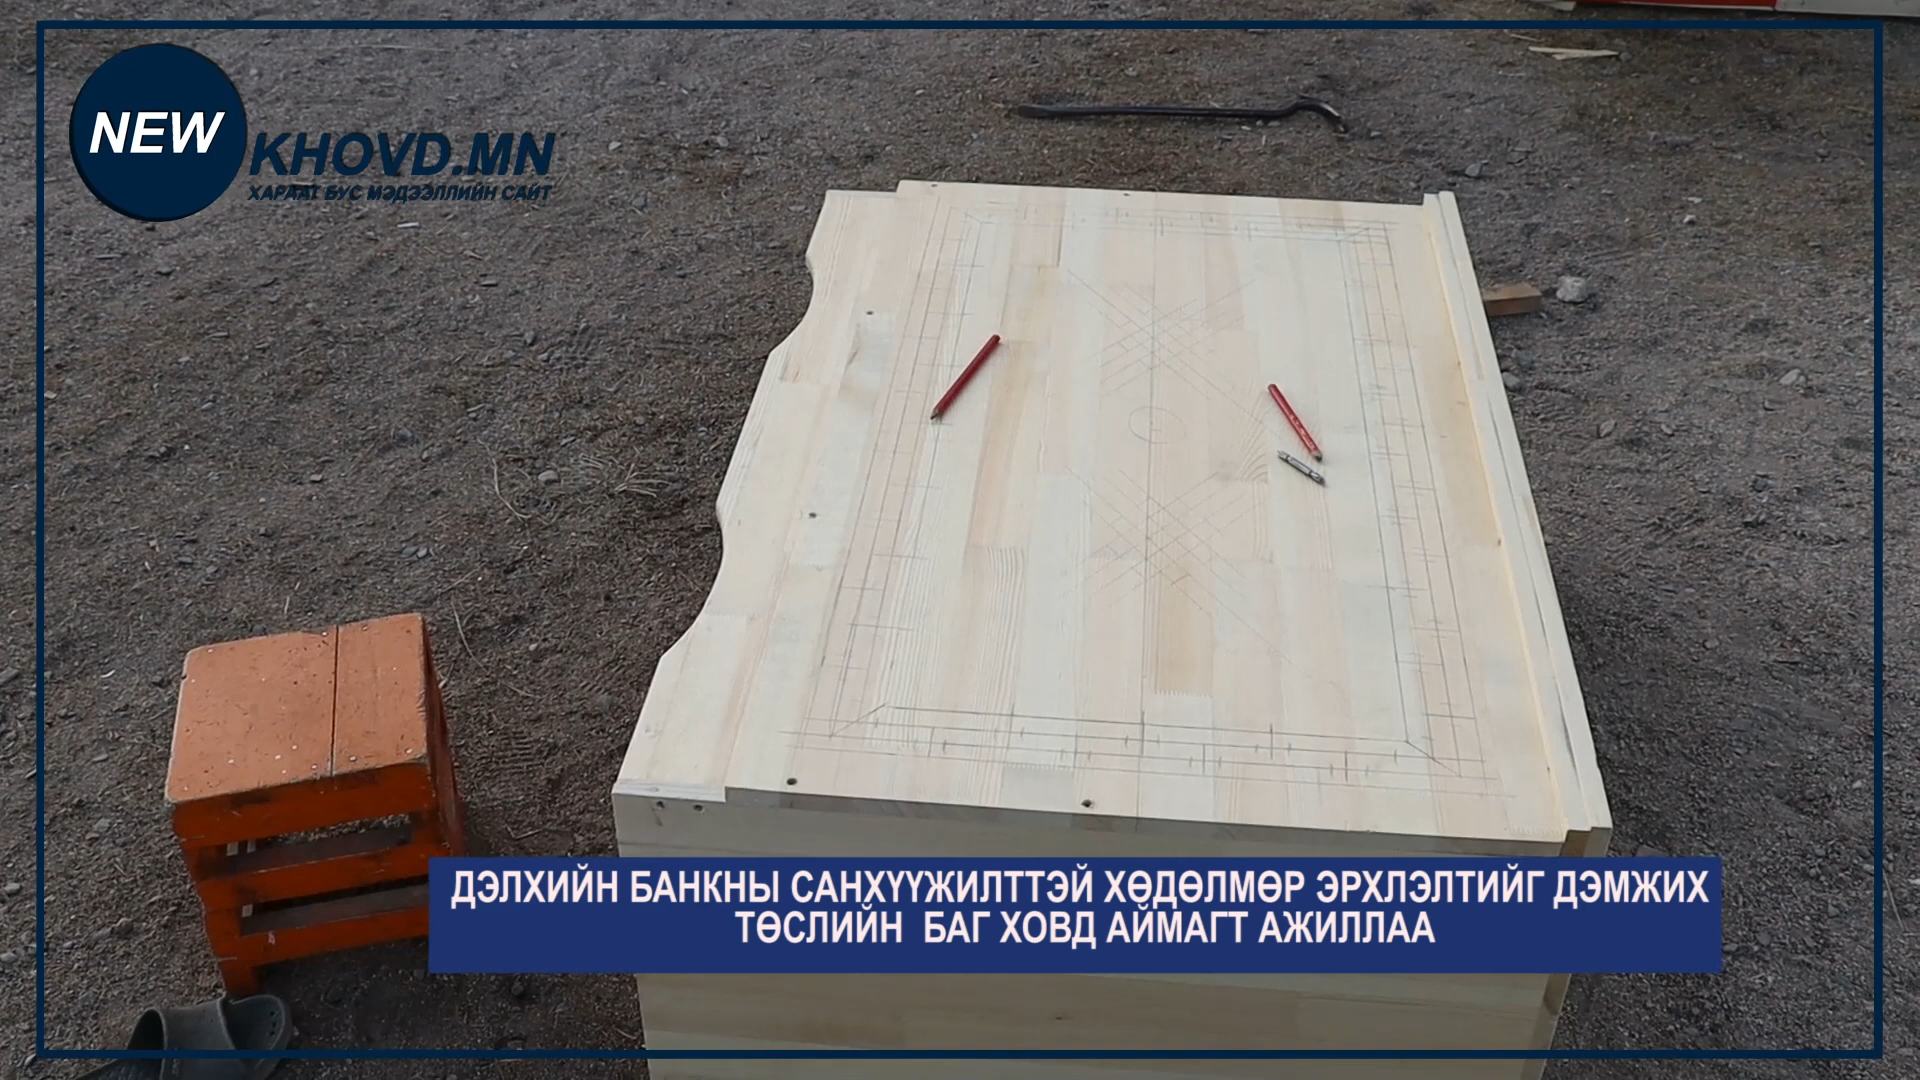 NEW
KHOVD.MN
ХАРААТ БУС МЭДЭЭЛЛИЙН САЙТ
ДЭЛХИЙН БАНКНЫ САНХҮҮЖИЛТТЭЙ ХӨДӨЛМӨР ЭРХЛЭЛТИЙГ ДЭМЖИХ
ТӨСЛИЙН БАГ ХОВД АЙМАГТ АЖИЛЛАА